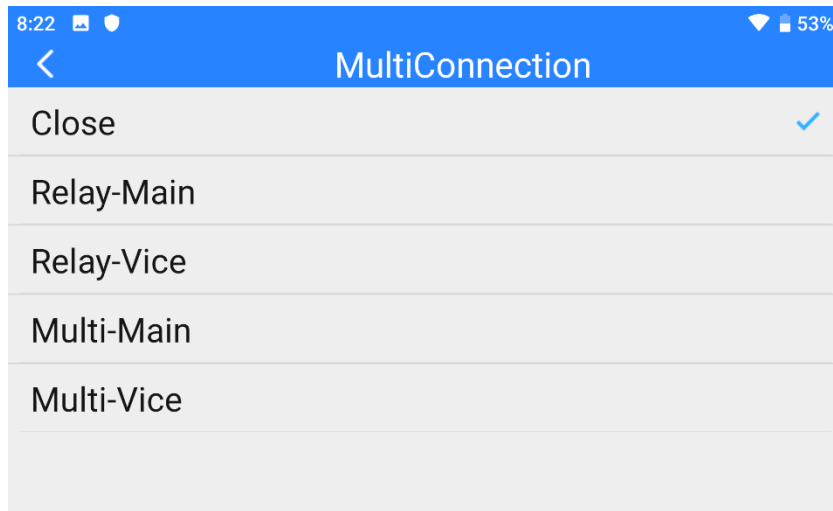 8:22 53%
MultiConnection
Close
Relay-Main
Relay-Vice
Multi-Main
Multi-Vice